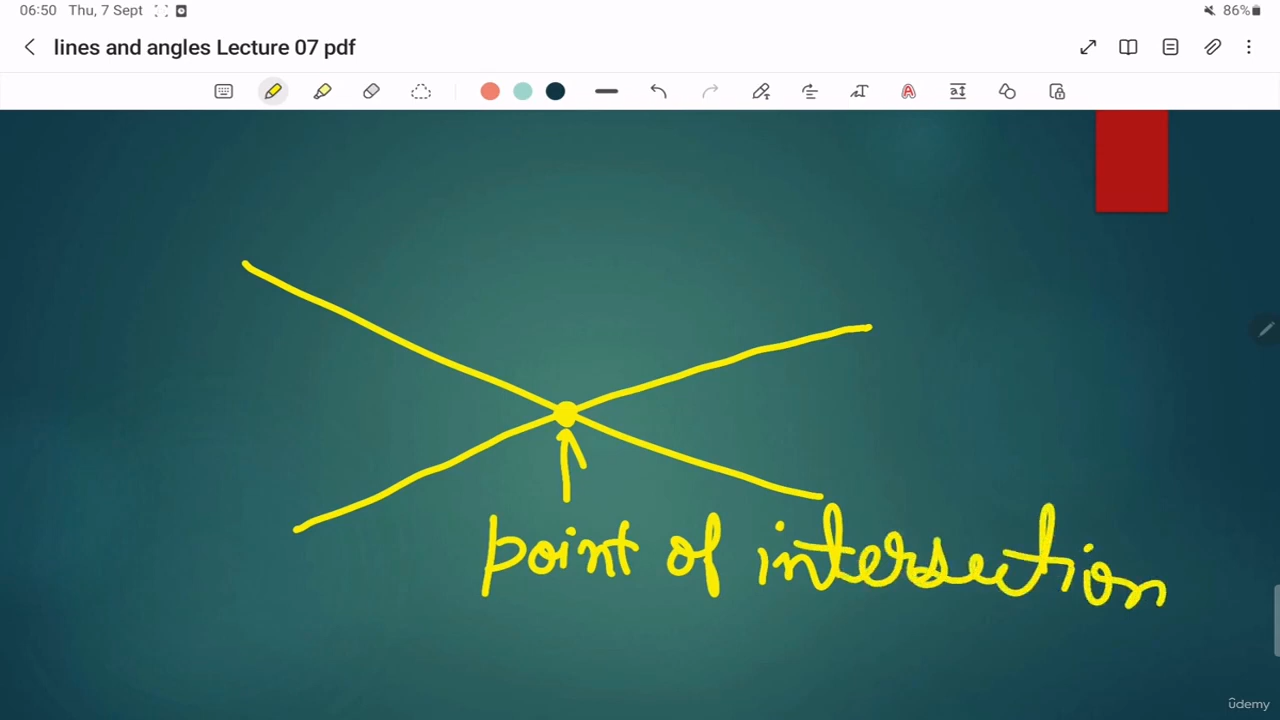 06:50 Thu, 7 Sept 86%
lines and angles Lecture 07 pdf
point of intersection
ûdemy